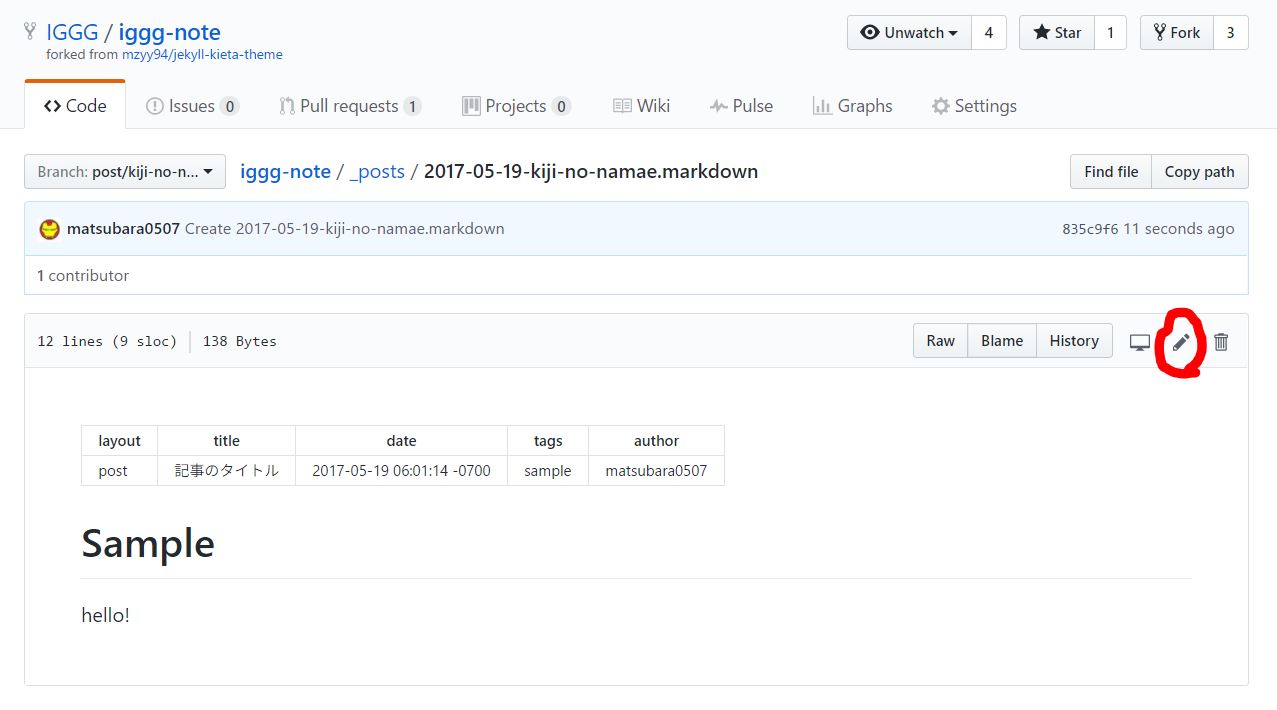 IGGG / iggg-note
forked from mzyy94/jekyll-kieta-theme
Unwatch 4 Star 1 Fork 3
Code Issues 0 Pull requests 1 Projects 0 Wiki Pulse Graphs Settings
Branch: post/kiji-no-n... iggg-note / _posts / 2017-05-19-kiji-no-namae.markdown Find file Copy path
matsubara0507 Create 2017-05-19-kiji-no-namae.markdown 835c9f6 11 seconds ago
1 contributor
12 lines (9 sloc) 138 Bytes Raw Blame History
layout title date tags author
post 記事のタイトル 2017-05-19 06:01:14 -0700 sample matsubara0507
Sample
hello!